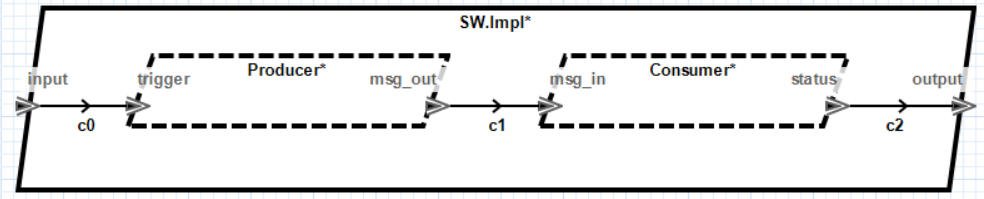 SW.Impl*
Producer*
Consumer*
input
trigger
msg_out
msg_in
status
output
c0
c1
c2